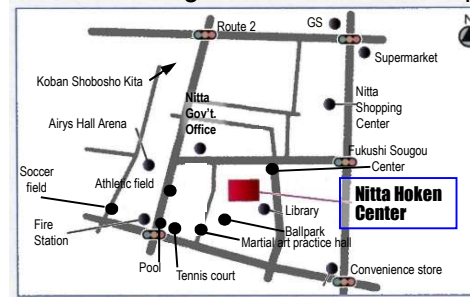 Route 2
GS
N
Supermarket
Koban Shobosho Kita
Nitta
Gov't.
Office
Nitta
Shopping
Center
Airys Hall Arena
Fukushi Sougou
Center
Soccer
field
Athletic field
Nitta Hoken
Center
Library
Fire
Station
Ballpark
Martial art practice hall
Pool
Tennis court
Convenience store